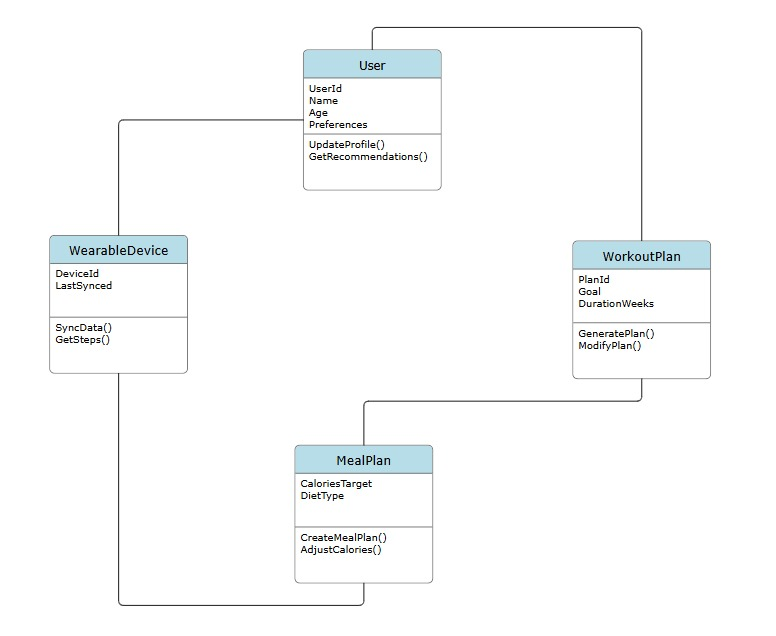 User
UserId
Name
Age
Preferences
UpdateProfile()
GetRecommendations()
WearableDevice
DeviceId
LastSynced
SyncData()
GetSteps()
WorkoutPlan
PlanId
Goal
DurationWeeks
GeneratePlan()
ModifyPlan()
MealPlan
CaloriesTarget
DietType
CreateMealPlan()
AdjustCalories()